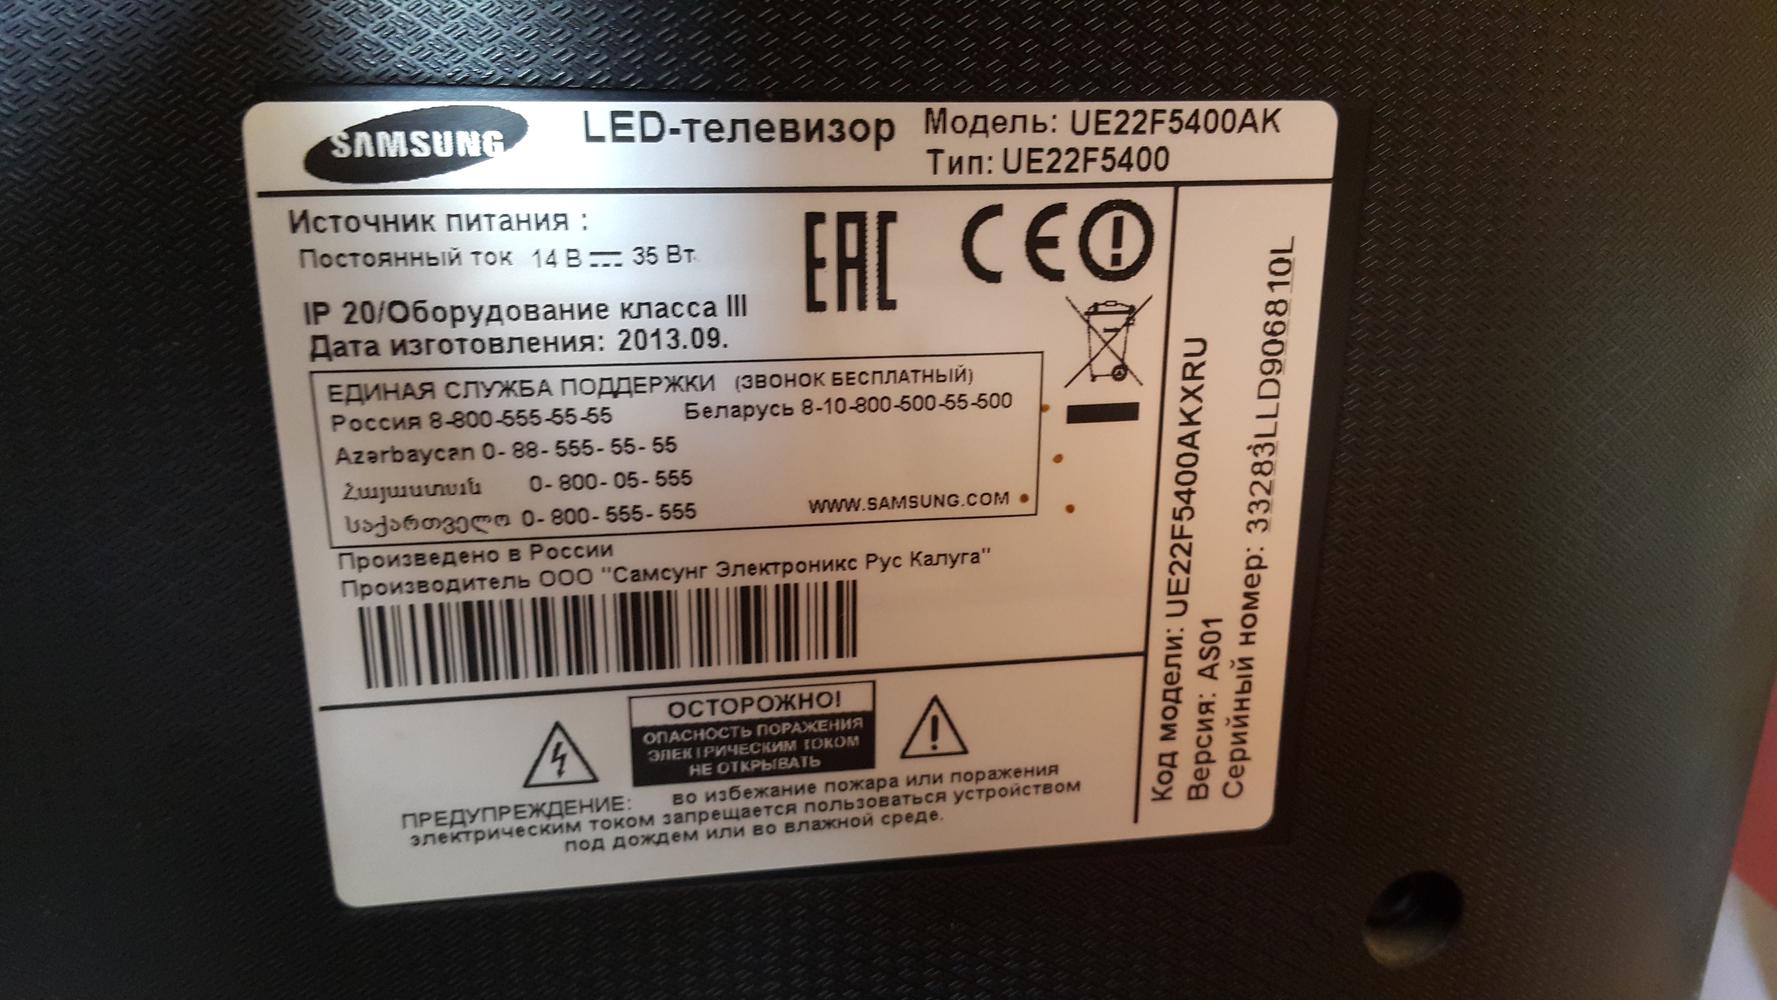 SAMSUNG
LED-телевизор
Модель: UE22F5400AK
Тип: UE22F5400
Источник питания :
Постоянный ток 14 В 35 Вт
IP 20/Оборудование класса III
Дата изготовления: 2013.09.
EAC
CE
ЕДИНАЯ СЛУЖБА ПОДДЕРЖКИ (ЗВОНОК БЕСПЛАТНЫЙ)
Россия 8-800-555-55-55 Беларусь 8-10-800-500-55-500
Azərbaycan 0- 88- 555- 55- 55
Հայաստան 0- 800- 05- 555
საქართველო 0- 800- 555- 555
WWW.SAMSUNG.COM
Произведено в России
Производитель ООО "Самсунг Электроникс Рус Калуга"
ОСТОРОЖНО!
ОПАСНОСТЬ ПОРАЖЕНИЯ
ЭЛЕКТРИЧЕСКИМ ТОКОМ
НЕ ОТКРЫВАТЬ
ПРЕДУПРЕЖДЕНИЕ: во избежание пожара или поражения
электрическим током запрещается пользоваться устройством
под дождем или во влажной среде.
Код модели: UE22F5400AKXRU
Версия: AS01
Серийный номер: 33283LLD906810L